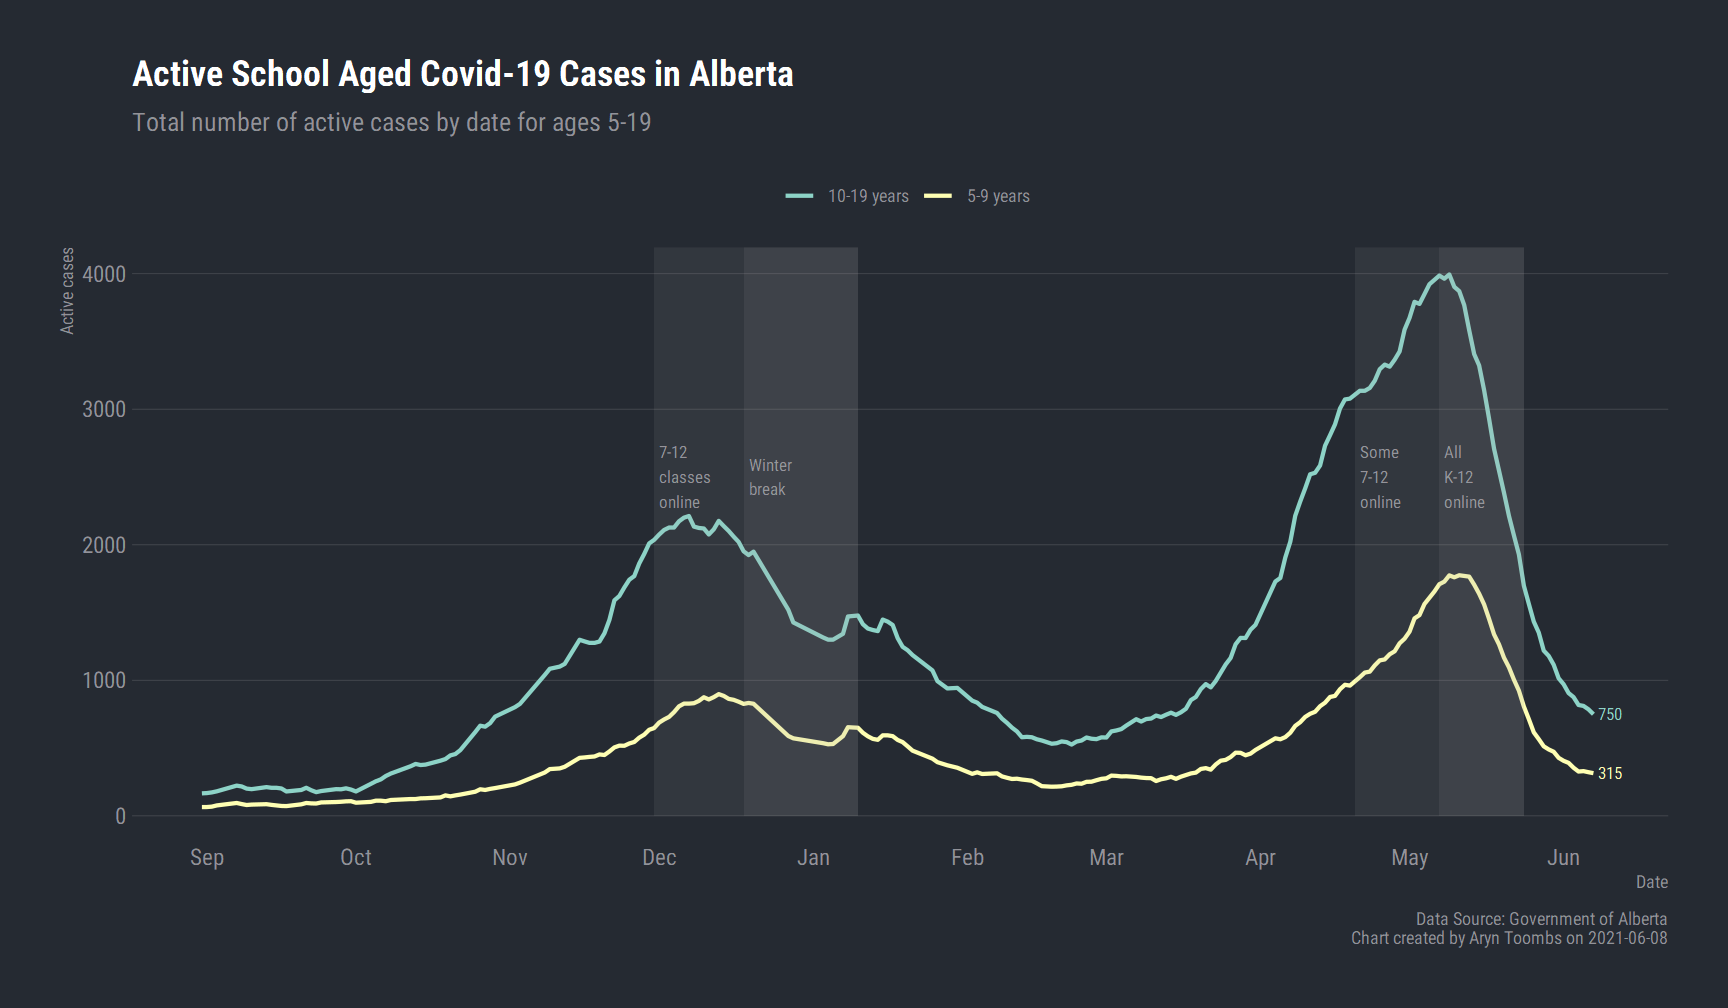 Active School Aged Covid-19 Cases in Alberta
Total number of active cases by date for ages 5-19
10-19 years
5-9 years
Active cases
4000
3000
2000
1000
0
7-12
classes
online
Winter
break
Some
7-12
online
All
K-12
online
750
315
Sep
Oct
Nov
Dec
Jan
Feb
Mar
Apr
May
Jun
Date
Data Source: Government of Alberta
Chart created by Aryn Toombs on 2021-06-08